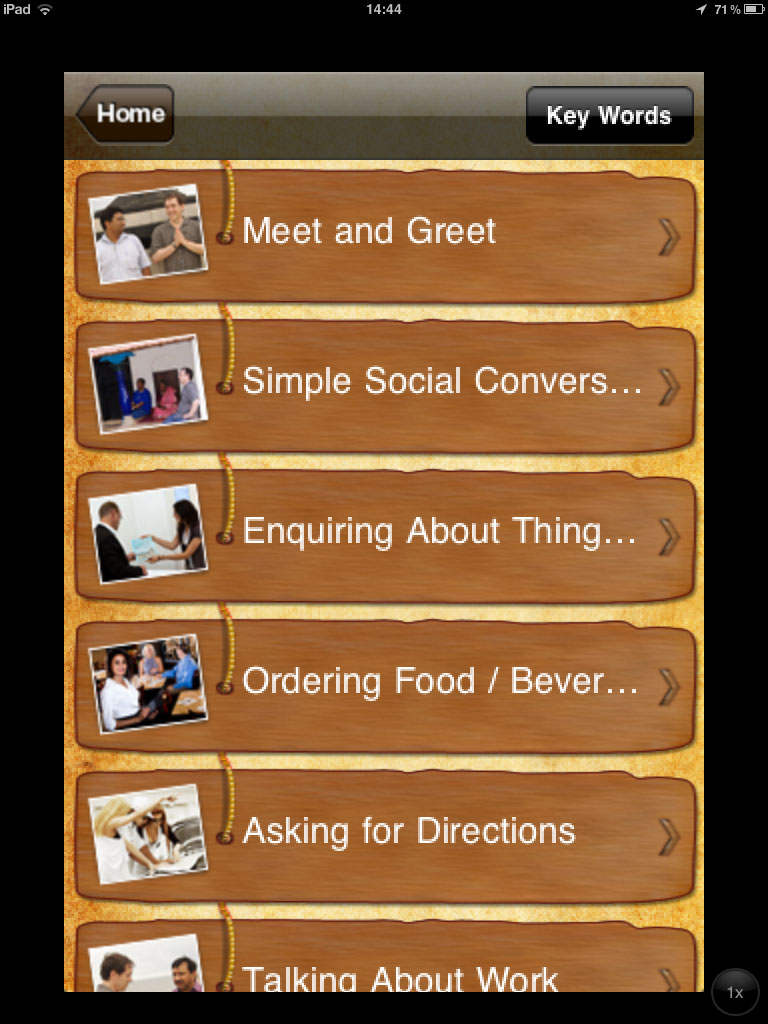 iPad 14:44 71%
Home Key Words
Meet and Greet
Simple Social Convers...
Enquiring About Thing...
Ordering Food / Bever...
Asking for Directions
Talking About Work
1x